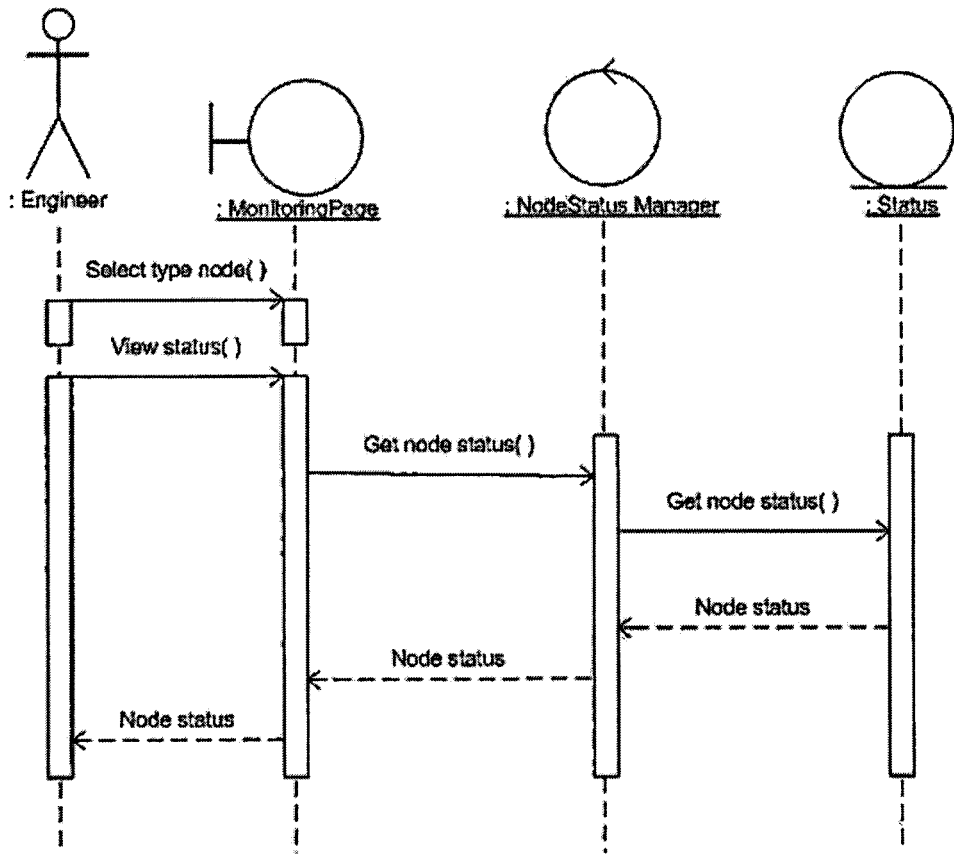 : Engineer
: MonitoringPage
: NodeStatus Manager
: Status
Select type node( )
View status( )
Get node status( )
Get node status( )
Node status
Node status
Node status